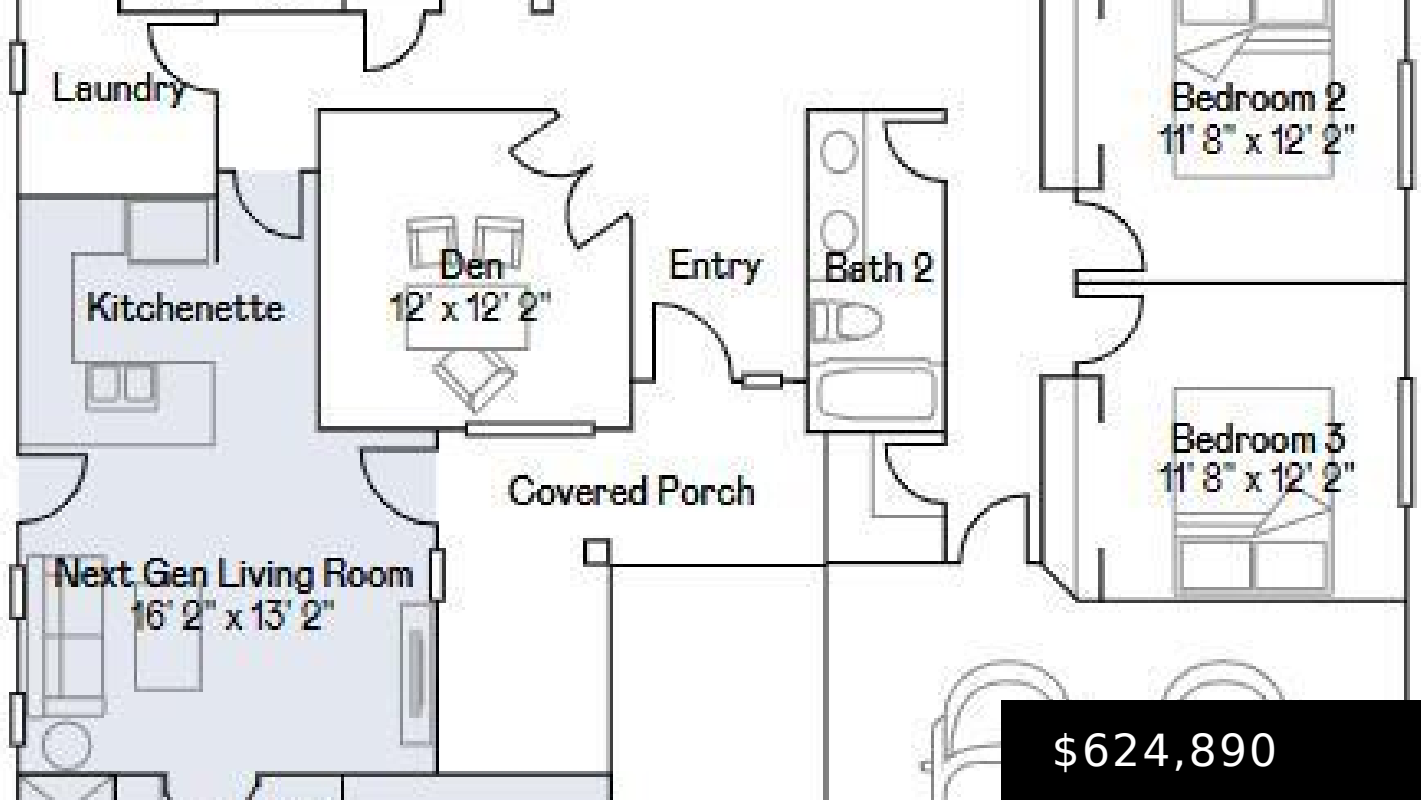 Laundry
Bedroom 2
11' 8" x 12' 2"
Kitchenette
Den
12' x 12' 2"
Entry
Bath 2
Covered Porch
Bedroom 3
11' 8" x 12' 2"
Next Gen Living Room
16' 2" x 13' 2"
$624,890